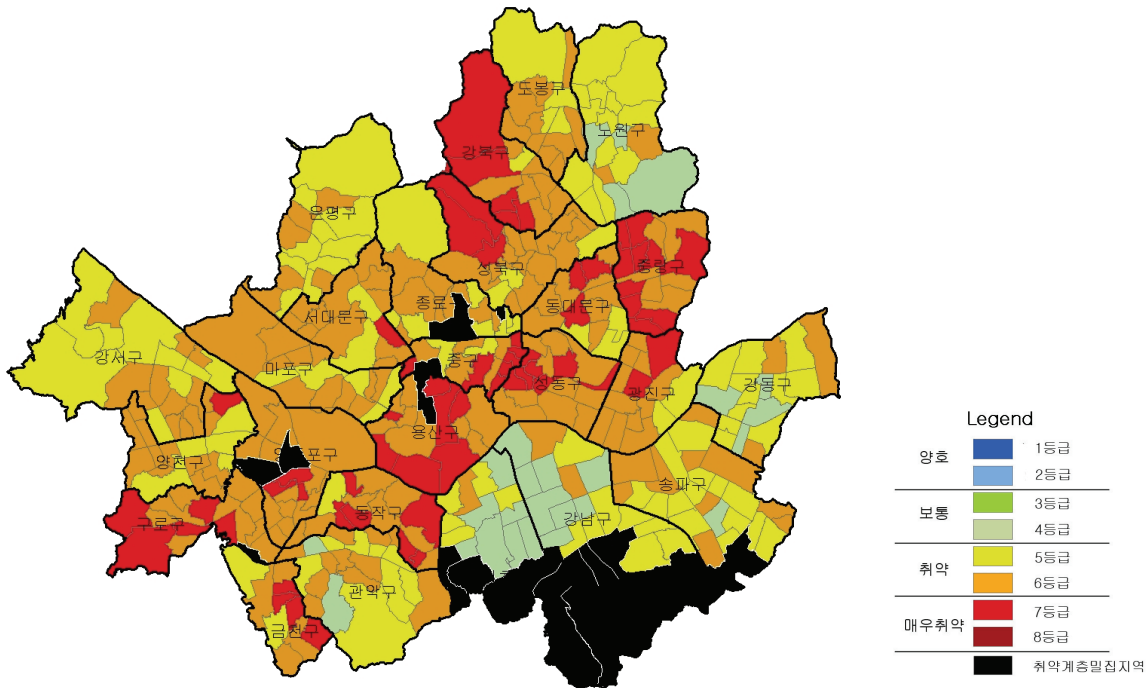 도봉구
노원구
강북구
은평구
중랑구
성북구
종로구
동대문구
서대문구
강서구
중구
마포구
성동구
강동구
광진구
용산구
양천구
포구
송파구
구로구
동작구
강남구
관악구
금천구
Legend
양호
1등급
2등급
보통
3등급
4등급
취약
5등급
6등급
매우취약
7등급
8등급
취약계층밀집지역